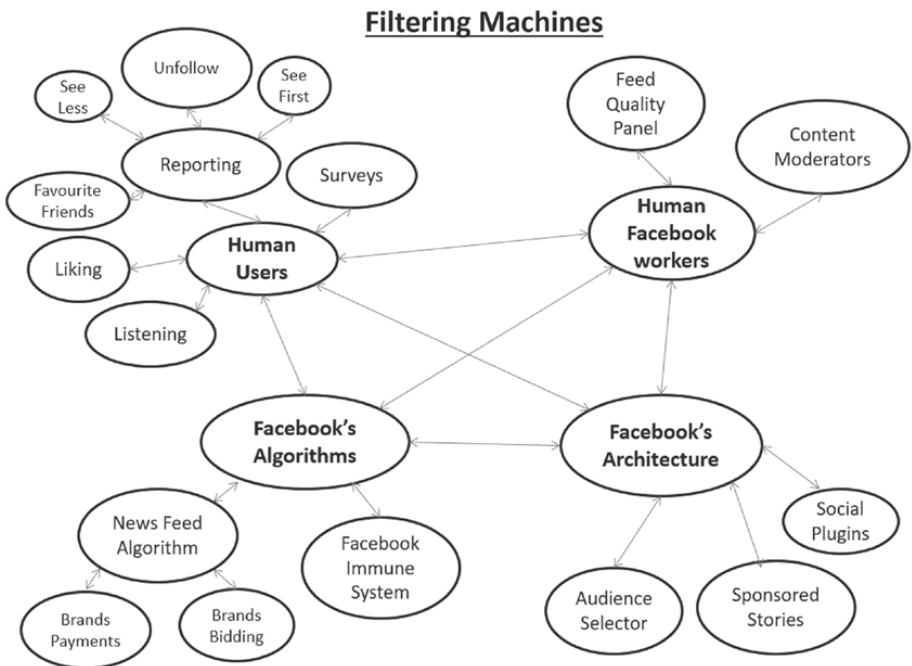 Filtering Machines
Unfollow
See
Less
See
First
Reporting
Favourite
Friends
Surveys
Human
Users
Liking
Listening
Feed
Quality
Panel
Content
Moderators
Human
Facebook
workers
Facebook's
Algorithms
Facebook's
Architecture
News Feed
Algorithm
Brands
Payments
Brands
Bidding
Facebook
Immune
System
Audience
Selector
Sponsored
Stories
Social
Plugins